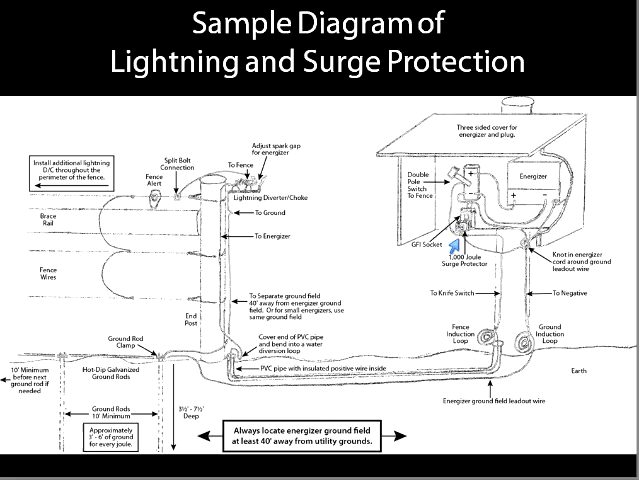 Sample Diagram of
Lightning and Surge Protection
Three sided cover for
energizer and plug.
Adjust spark gap
for energizer
Install additional lightning
D/C throughout the
perimeter of the fence.
Split Bolt
Connection
To Fence
Fence
Alert
Double
Pole
Switch
To Fence
Energizer
+
+
−
Lightning Diverter/Choke
Brace
Rail
To Ground
To Energizer
GFI Socket
1,000 Joule
Surge Protector
Knot in energizer
cord around ground
leadout wire
Fence
Wires
To Separate ground field
40' away from energizer ground
field. Or for small energizers, use
same ground field
To Knife Switch
To Negative
End
Post
Ground Rod
Clamp
Cover end of PVC pipe
and bend into a water
diversion loop
Fence
Induction
Loop
Ground
Induction
Loop
10' Minimum
before next
ground rod if
needed
Hot-Dip Galvanized
Ground Rods
PVC pipe with insulated positive wire inside
Earth
Ground Rods
10' Minimum
3½' - 7½'
Deep
Energizer ground field leadout wire
Approximately
3' - 6' of ground
for every joule.
Always locate energizer ground field
at least 40' away from utility grounds.